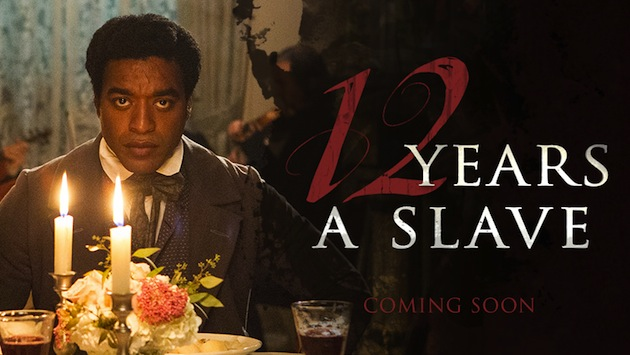 12
YEARS
A SLAVE
COMING SOON